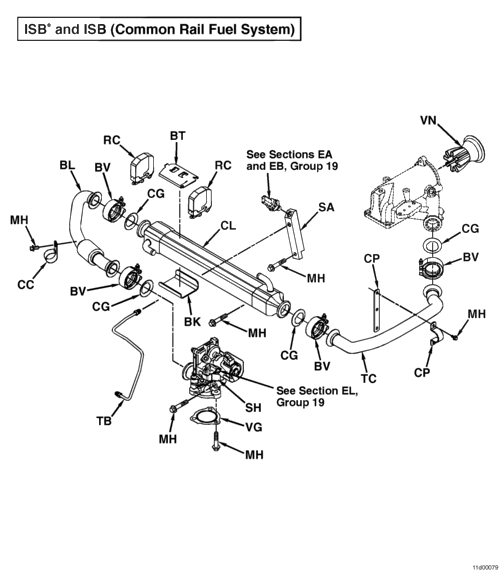 ISBe and ISB (Common Rail Fuel System)
VN
BT
RC
See Sections EA
and EB, Group 19
BL
BV
RC
CG
SA
MH
CL
CG
CP
BV
CC
MH
BV
CG
BK
MH
MH
CG
BV
TC
CP
TB
See Section EL,
Group 19
SH
VG
MH
MH
11d00079